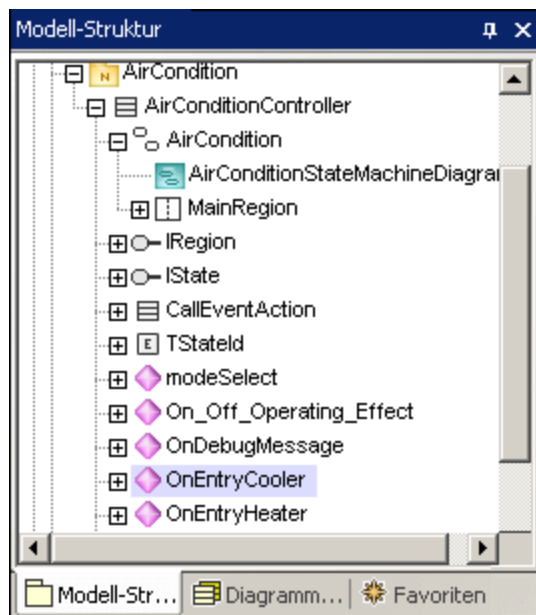 Modell-Struktur
N AirCondition
AirConditionController
AirCondition
AirConditionStateMachineDiagra
MainRegion
IRegion
IState
CallEventAction
E TStateId
modeSelect
On_Off_Operating_Effect
OnDebugMessage
OnEntryCooler
OnEntryHeater
Modell-Str... Diagramm... Favoriten